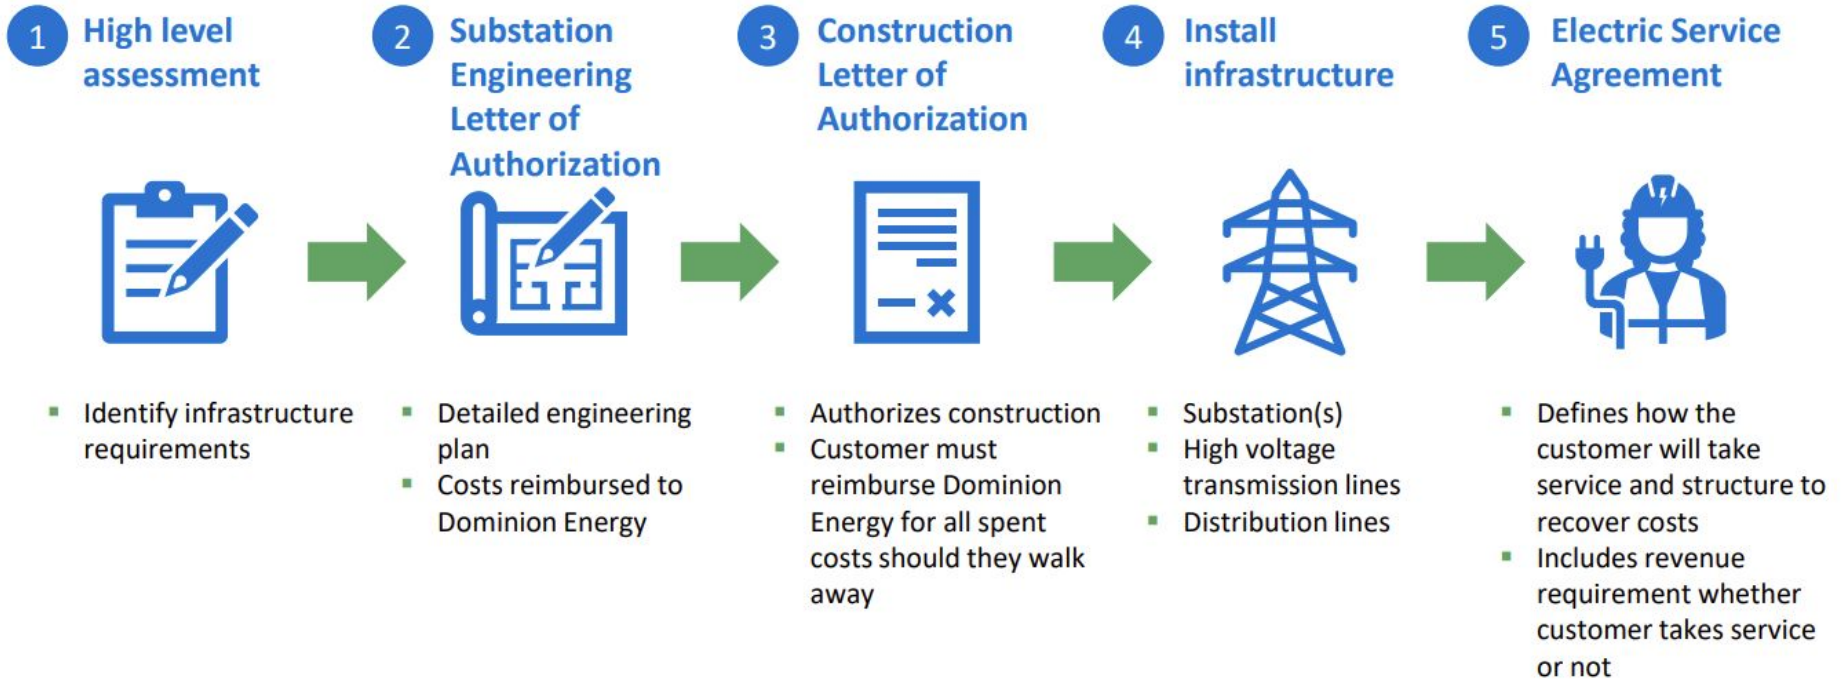 1
High level
assessment
2
Substation
Engineering
Letter of
Authorization
3
Construction
Letter of
Authorization
4
Install
infrastructure
5
Electric Service
Agreement
▪ Identify infrastructure
requirements
▪ Detailed engineering
plan
▪ Costs reimbursed to
Dominion Energy
▪ Authorizes construction
▪ Customer must
reimburse Dominion
Energy for all spent
costs should they walk
away
▪ Substation(s)
▪ High voltage
transmission lines
▪ Distribution lines
▪ Defines how the
customer will take
service and structure to
recover costs
▪ Includes revenue
requirement whether
customer takes service
or not